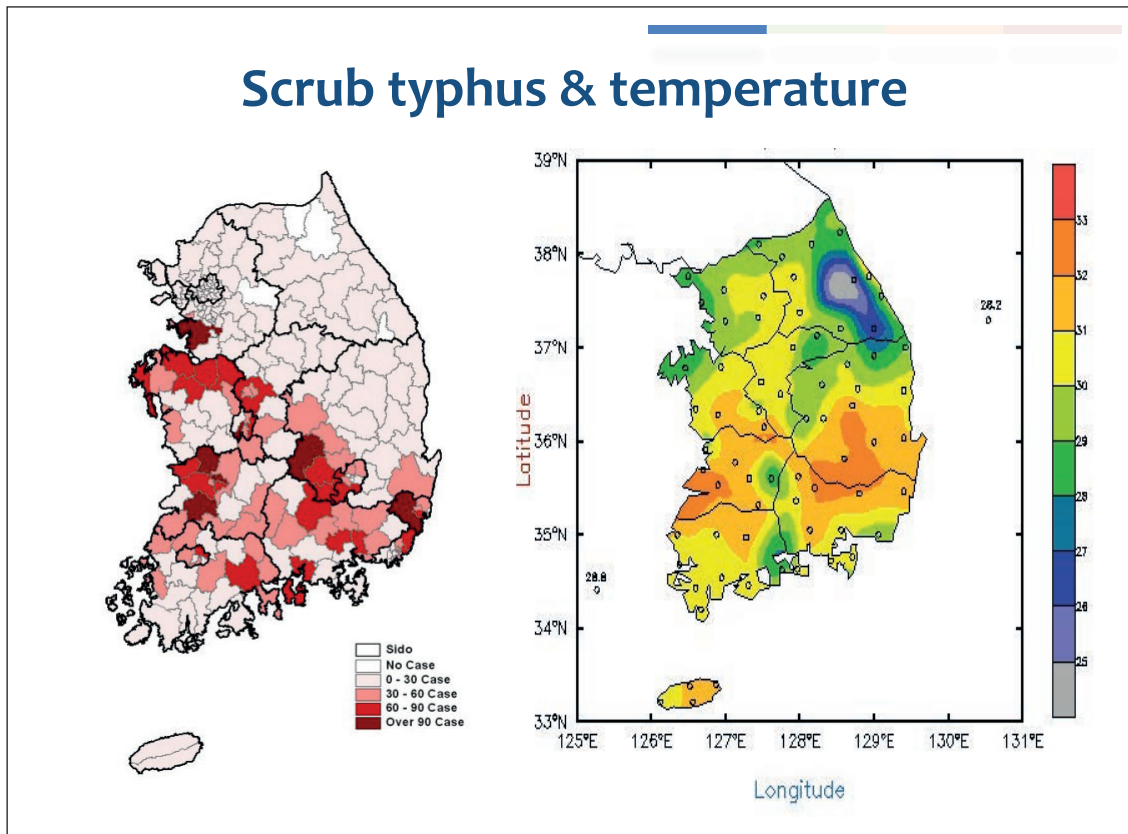 Scrub typhus & temperature
Sido
No Case
0 - 30 Case
30 - 60 Case
60 - 90 Case
Over 90 Case
39°N
38°N
37°N
36°N
35°N
34°N
33°N
Latitude
28.2
28.8
125°E
126°E
127°E
128°E
129°E
130°E
131°E
Longitude
33
32
31
30
29
28
27
26
25